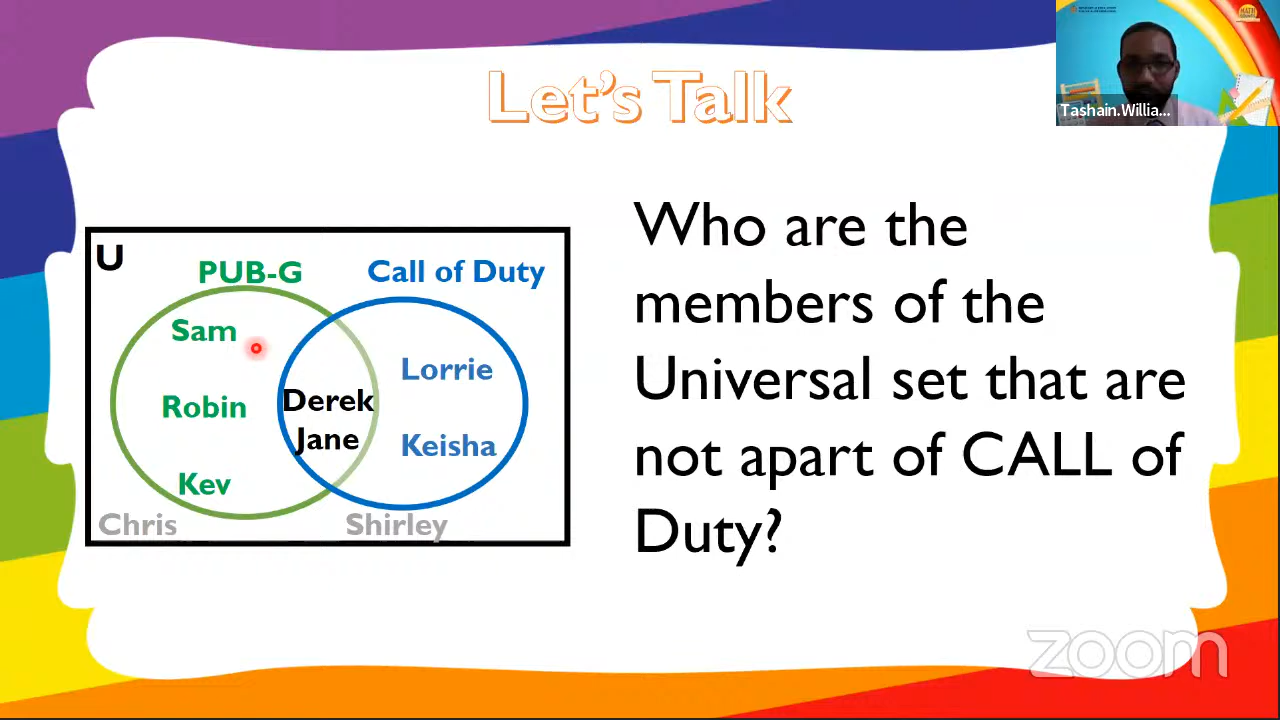 Let's Talk
Tashain.Willia...
U
PUB-G
Call of Duty
Sam
Robin
Kev
Derek
Jane
Lorrie
Keisha
Chris
Shirley
Who are the
members of the
Universal set that are
not apart of CALL of
Duty?
zoom